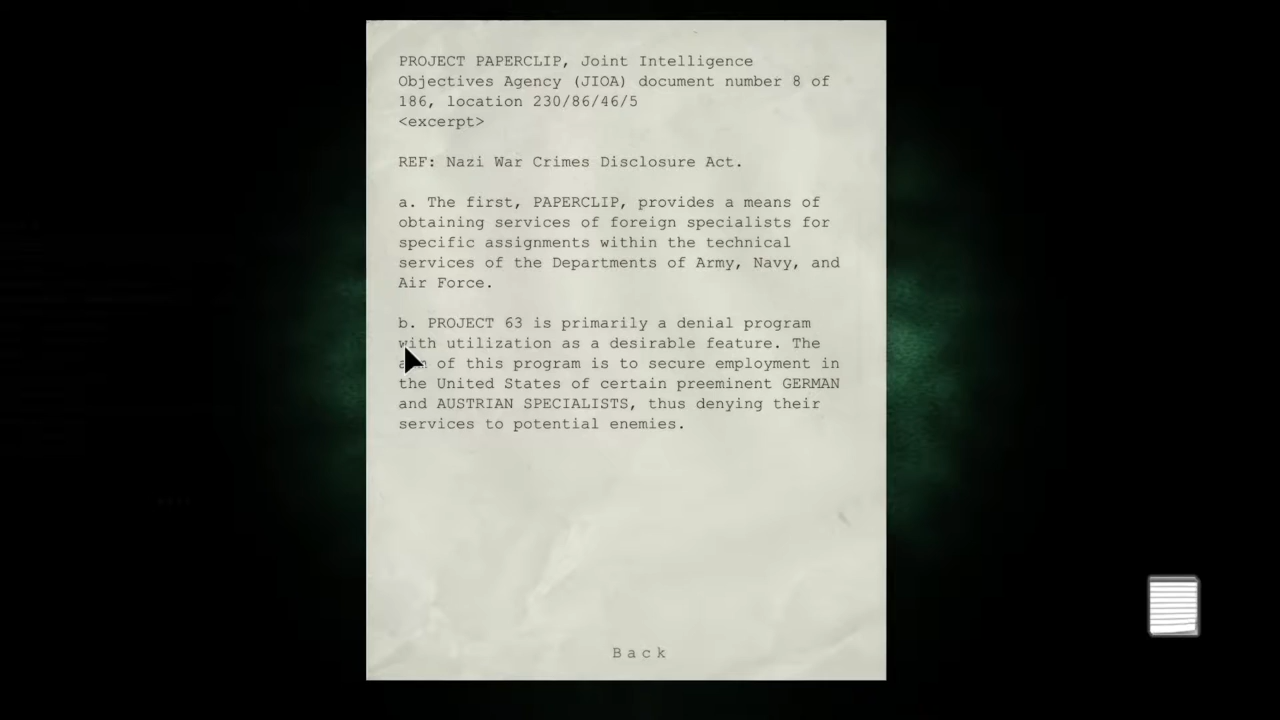 PROJECT PAPERCLIP, Joint Intelligence
Objectives Agency (JIOA) document number 8 of
186, location 230/86/46/5
<excerpt>
REF: Nazi War Crimes Disclosure Act.
a. The first, PAPERCLIP, provides a means of
obtaining services of foreign specialists for
specific assignments within the technical
services of the Departments of Army, Navy, and
Air Force.
b. PROJECT 63 is primarily a denial program
with utilization as a desirable feature. The
aim of this program is to secure employment in
the United States of certain preeminent GERMAN
and AUSTRIAN SPECIALISTS, thus denying their
services to potential enemies.
Back